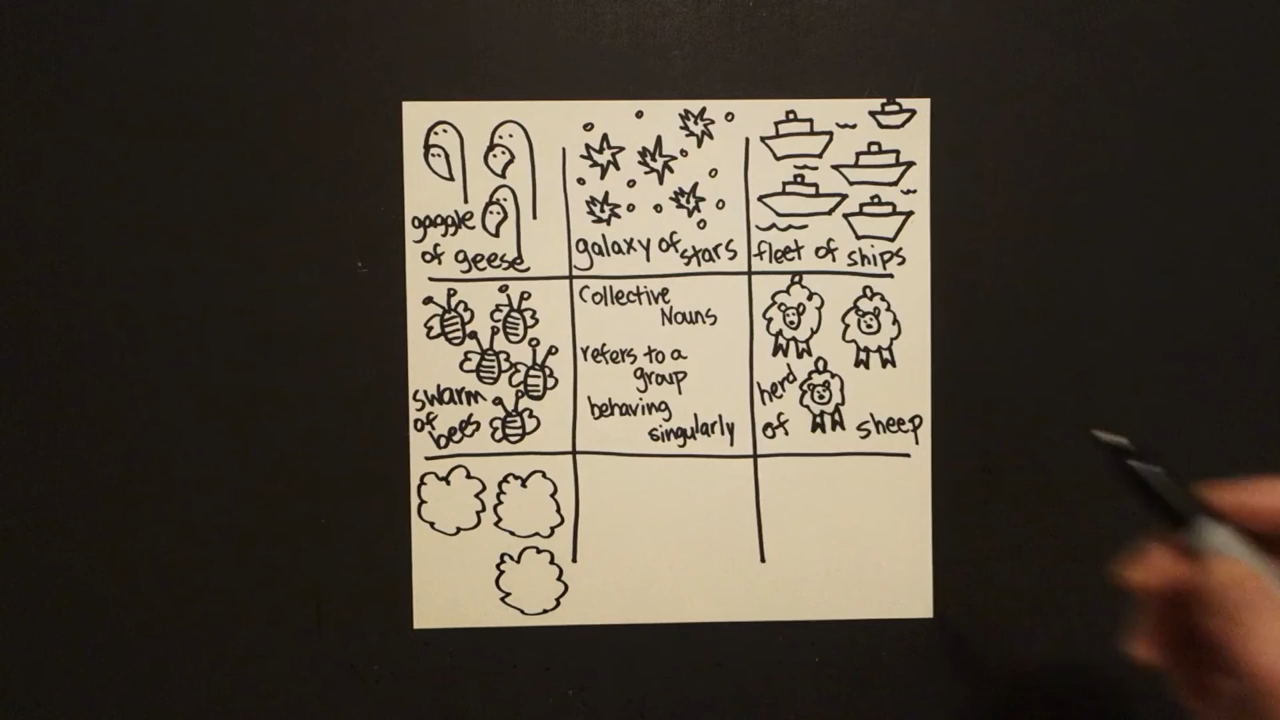 gaggle
of geese
galaxy of stars
fleet of ships
swarm
of bees
Collective
Nouns
refers to a
group
behaving
singularly
herd
of sheep